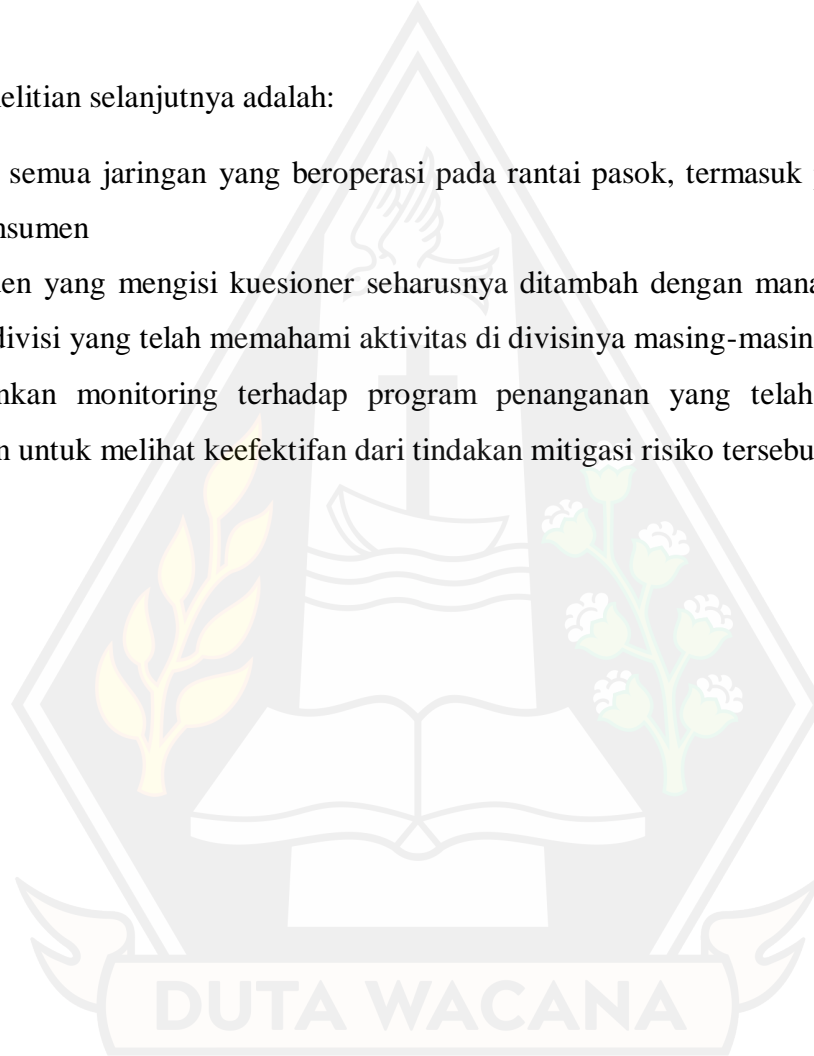 elitian selanjutnya adalah:
semua jaringan yang beroperasi pada rantai pasok, termasuk
nsumen
en yang mengisi kuesioner seharusnya ditambah dengan mana
divisi yang telah memahami aktivitas di divisinya masing-masin
nkan monitoring terhadap program penanganan yang telah
n untuk melihat keefektifan dari tindakan mitigasi risiko tersebu
DUTA WACANA